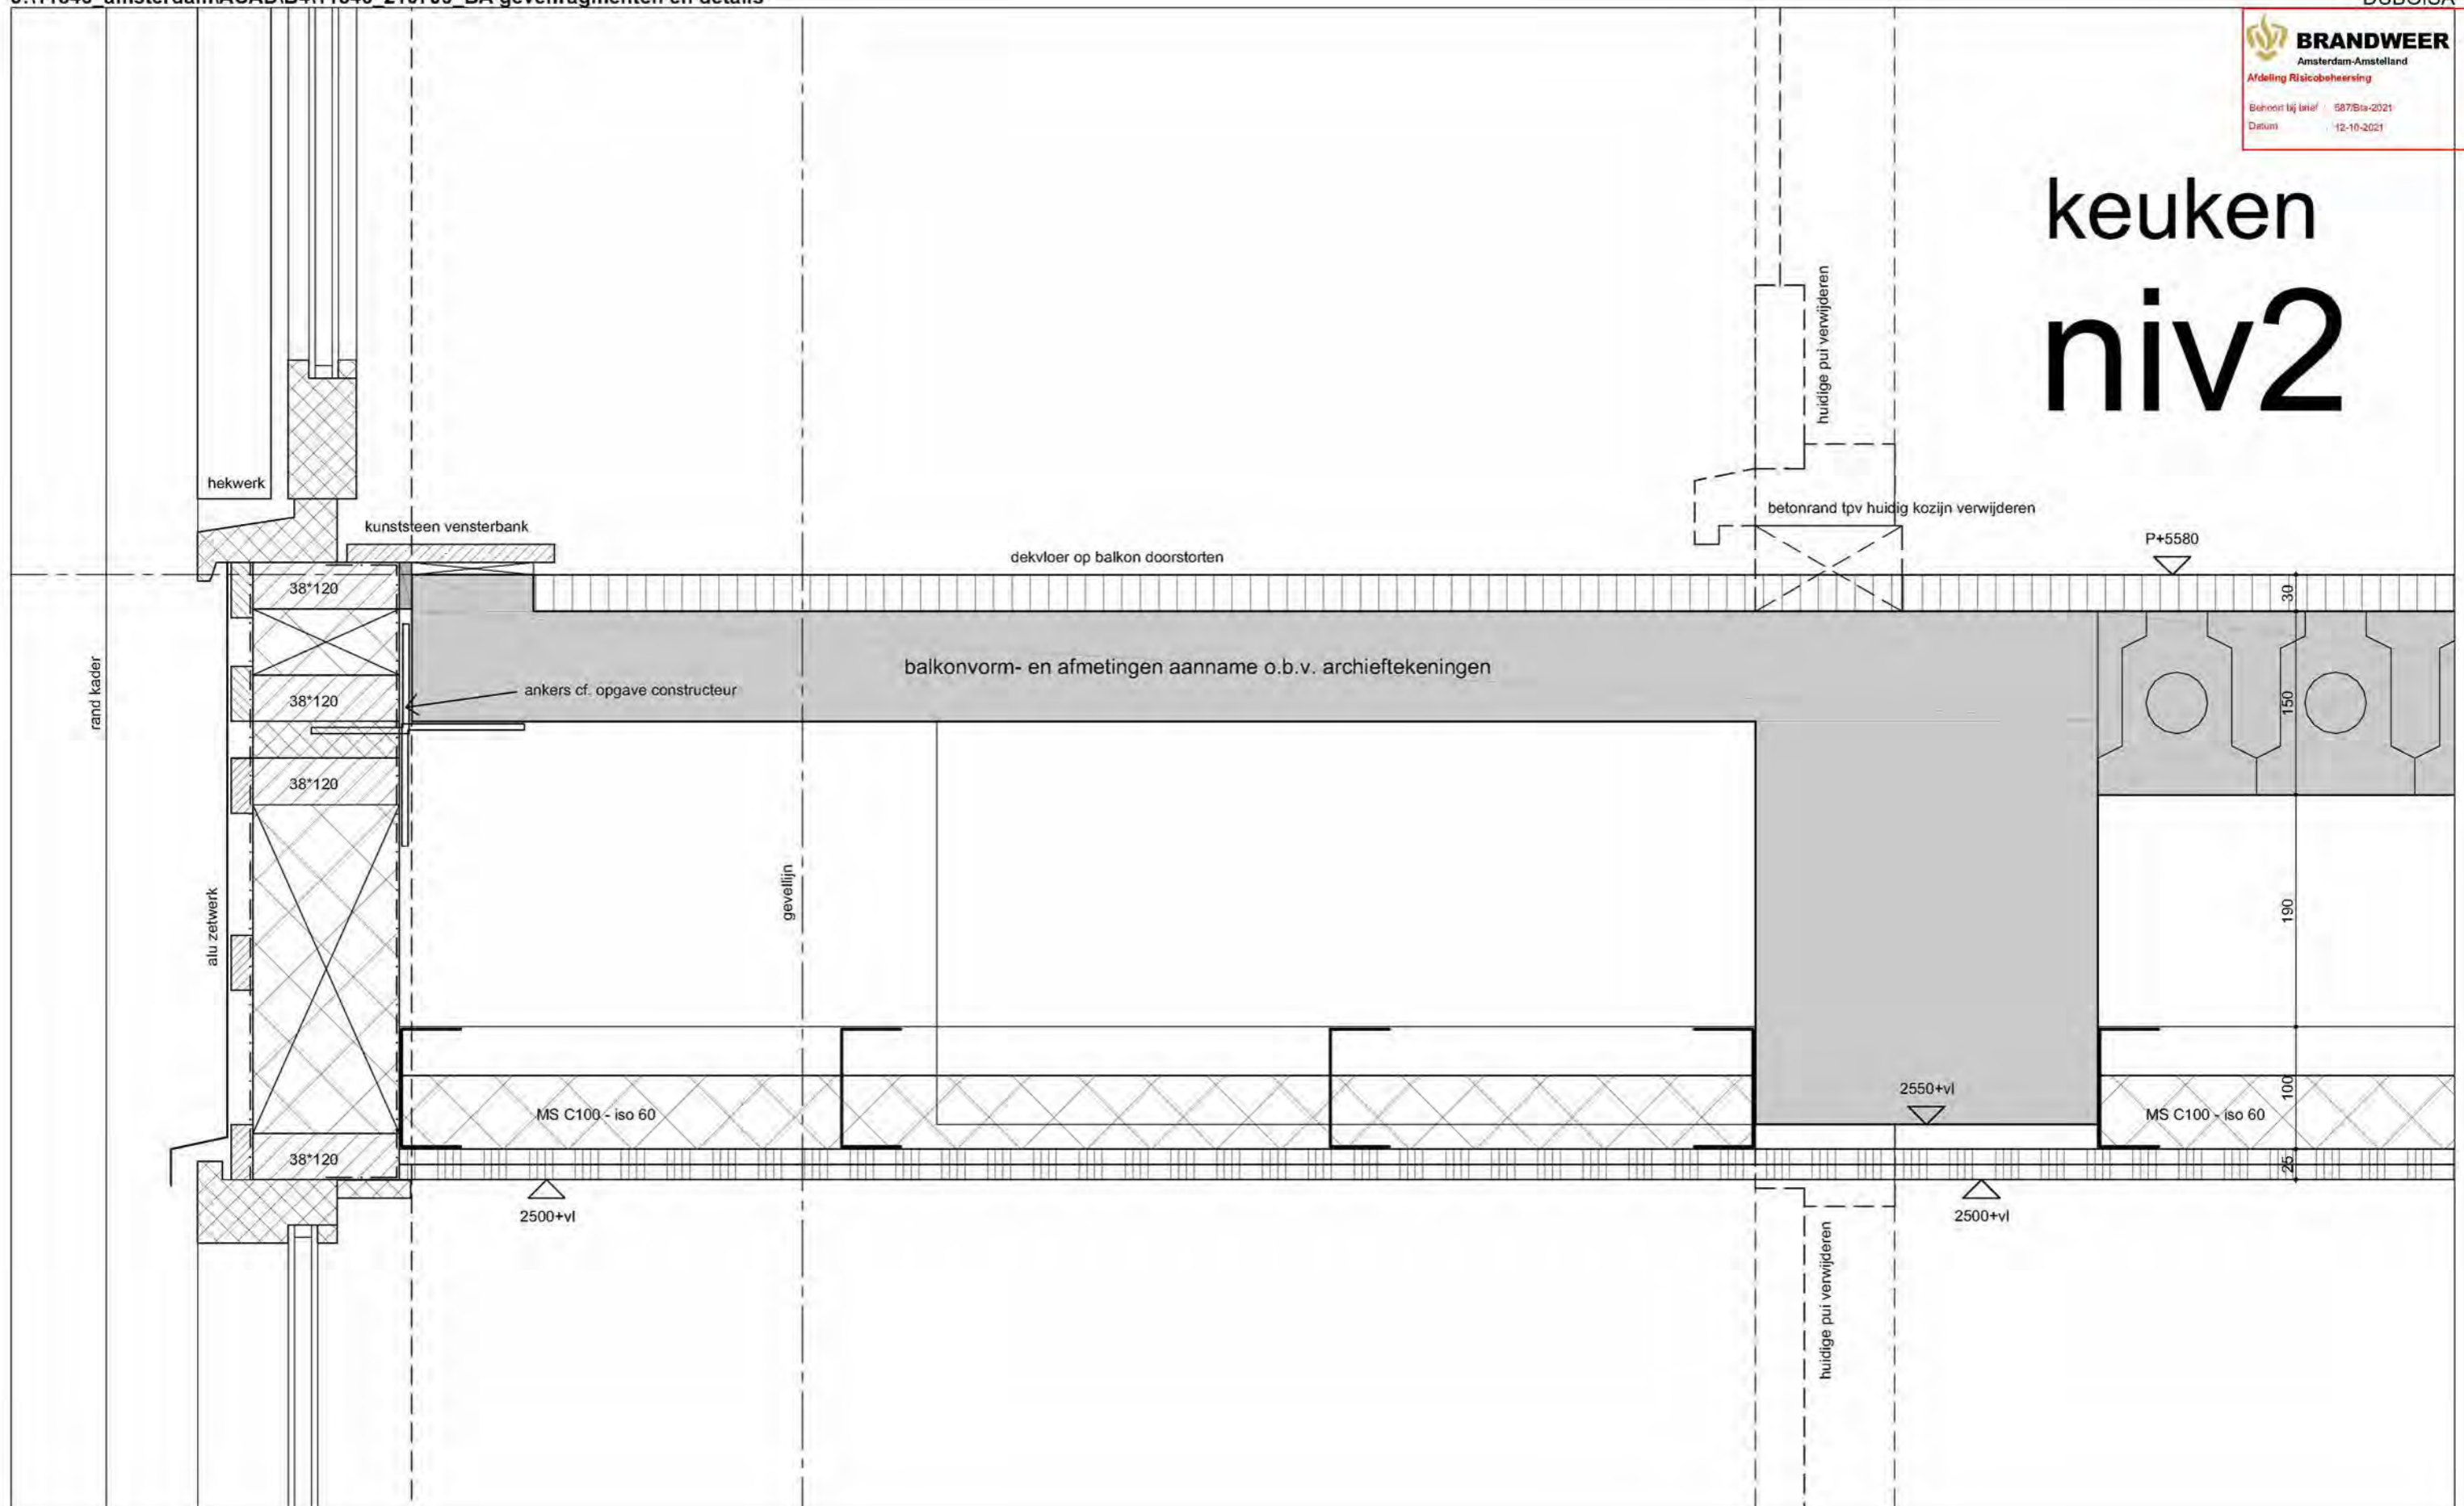 DUBOISA
BRANDWEER
Amsterdam-Amstelland
Afdeling Risicobeheersing
Behoort bij brief : 587/Bta-2021
Datum : 12-10-2021
keuken
niv2
huidige pui verwijderen
hekwerk
kunststeen vensterbank
betonrand tpv huidig kozijn verwijderen
P+5580
dekvloer op balkon doorstorten
38*120
30
balkonvorm- en afmetingen aanname o.b.v. archieftekeningen
rand kader
ankers cf. opgave constructeur
38*120
150
38*120
gevellijn
alu zetwerk
190
2550+vl
100
MS C100 - iso 60
MS C100 - iso 60
38*120
25
2500+vl
2500+vl
huidige pui verwijderen